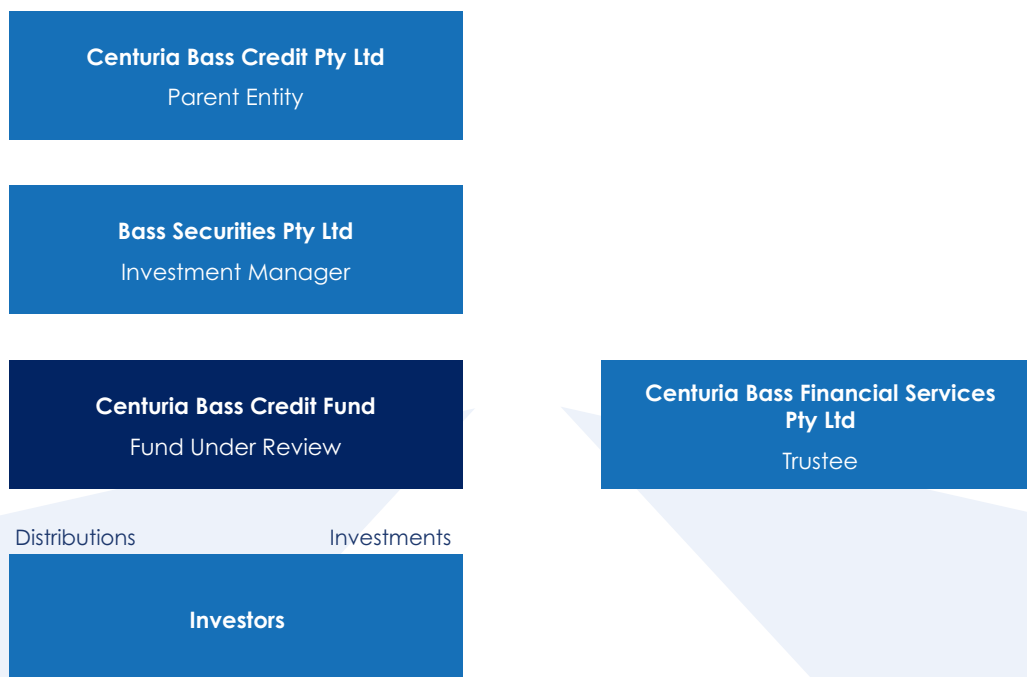 Centuria Bass Credit Pty Ltd
Parent Entity
Bass Securities Pty Ltd
Investment Manager
Centuria Bass Credit Fund
Fund Under Review
Centuria Bass Financial Services
Pty Ltd
Trustee
Distributions
Investments
Investors